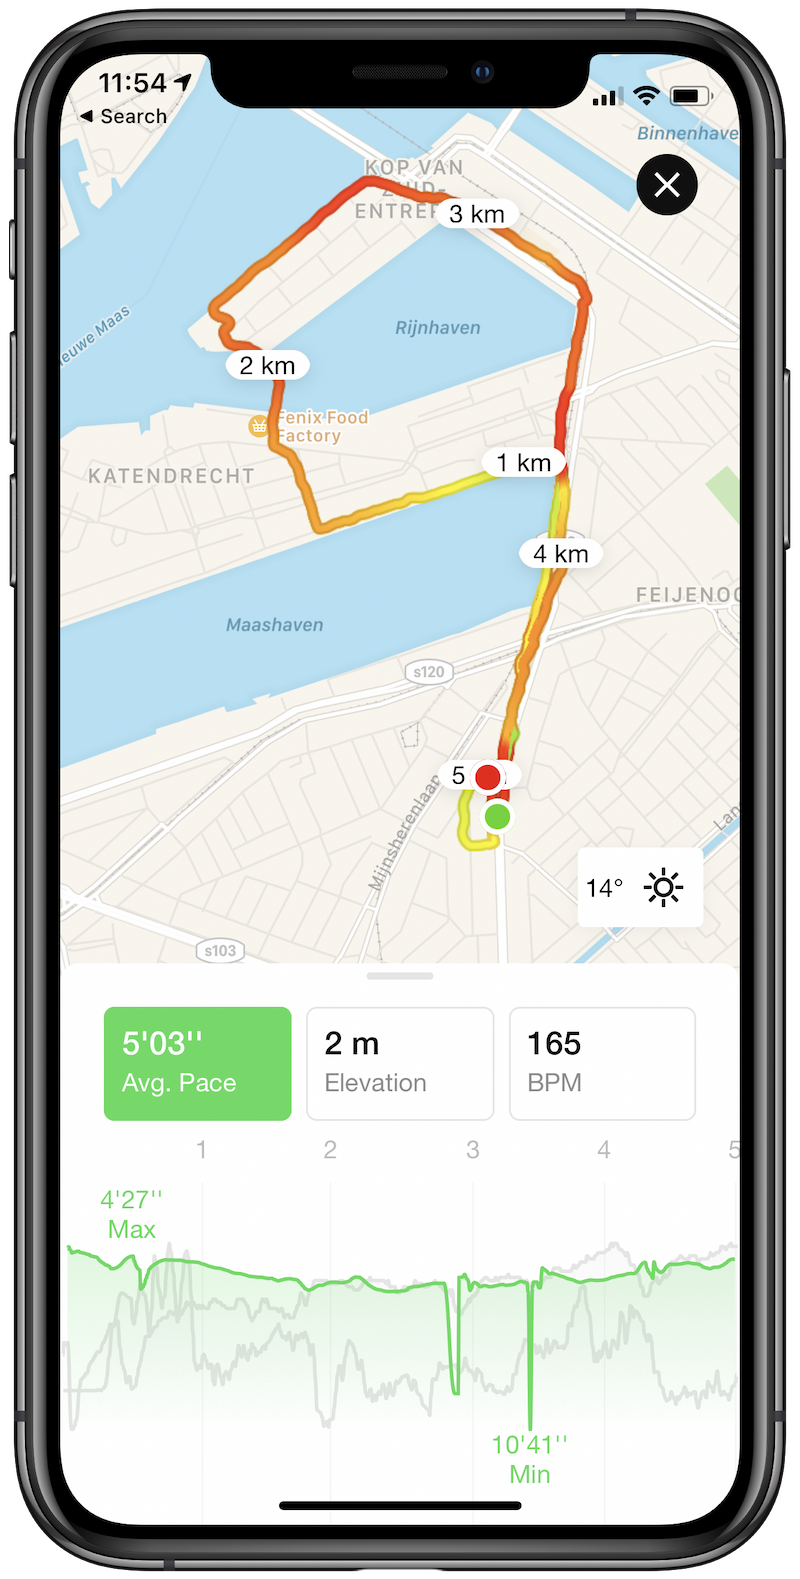 11:54
◀ Search
Binnenhave
KOP VAN
ZUID-
ENTREP
3 km
Rijnhaven
ieuwe Maas
2 km
Fenix Food
Factory
KATENDRECHT
1 km
4 km
FEIJENOO
Maashaven
s120
5
Mijnsherenlaan
Lan
14°
s103
5'03''
Avg. Pace
2 m
Elevation
165
BPM
1 2 3 4 5
4'27''
Max
10'41''
Min